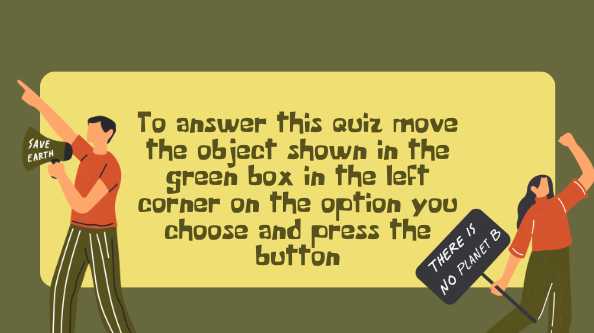 To answer this quiz move
the object shown in the
green box in the left
corner on the option you
choose and press the
button
SAVE
EARTH
THERE IS
NO PLANET B